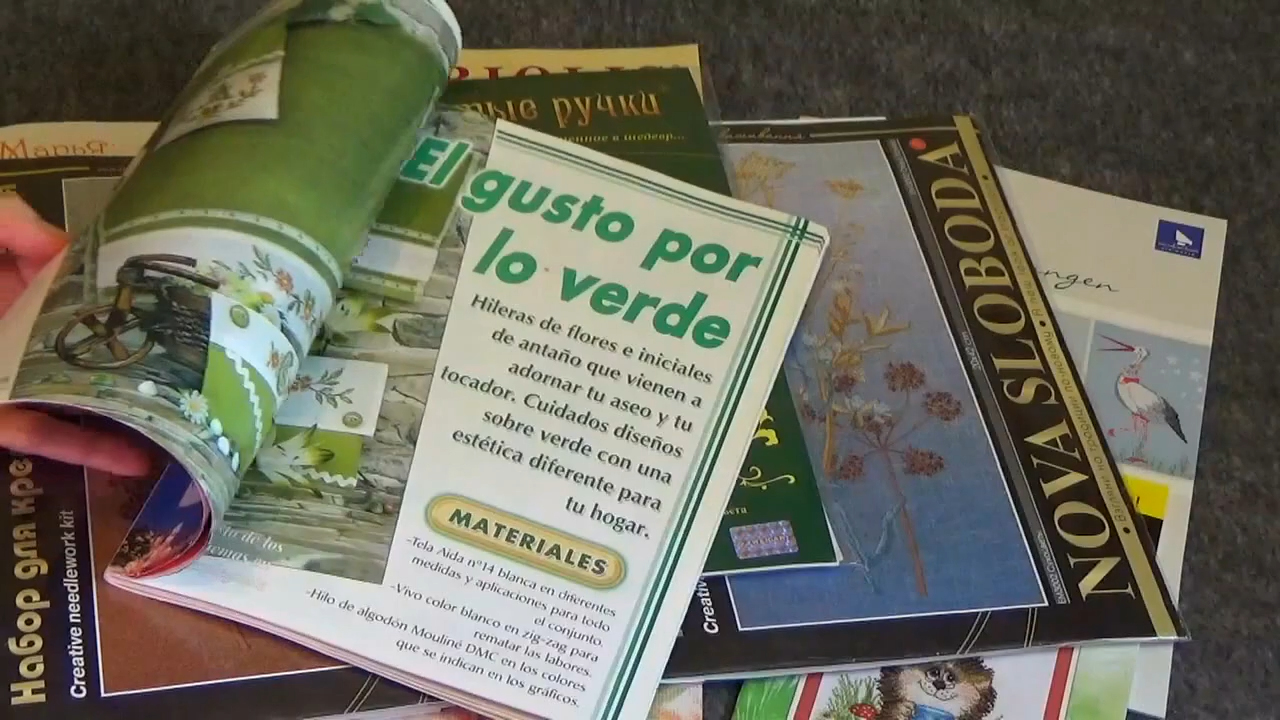 Марья
RIOLIS
ручки
в шедевр...
El gusto por
lo verde
Hileras de flores e iniciales
de antaño que vienen a
adornar tu aseo y tu
tocador. Cuidados diseños
sobre verde con una
estética diferente para
tu hogar.
MATERIALES
-Tela Aida nº14 blanca en diferentes
medidas y aplicaciones para todo
el conjunto.
-Vivo color blanco en zig-zag para
rematar las labores.
-Hilo de algodón Mouliné DMC en los colores
que se indican en los gráficos.
NOVA SLOBODA
Набор для
Creative needlework kit